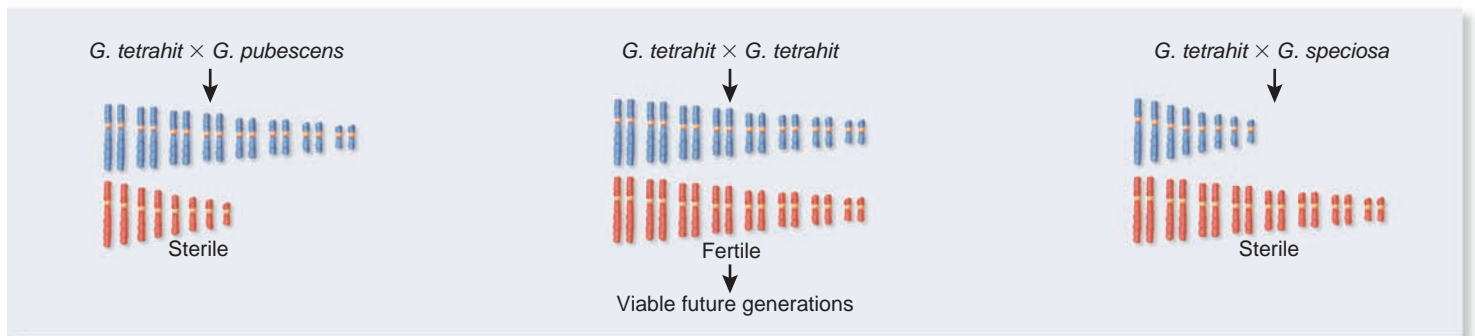 G. tetrahit × G. pubescens
Sterile
G. tetrahit × G. tetrahit
Fertile
Viable future generations
G. tetrahit × G. speciosa
Sterile